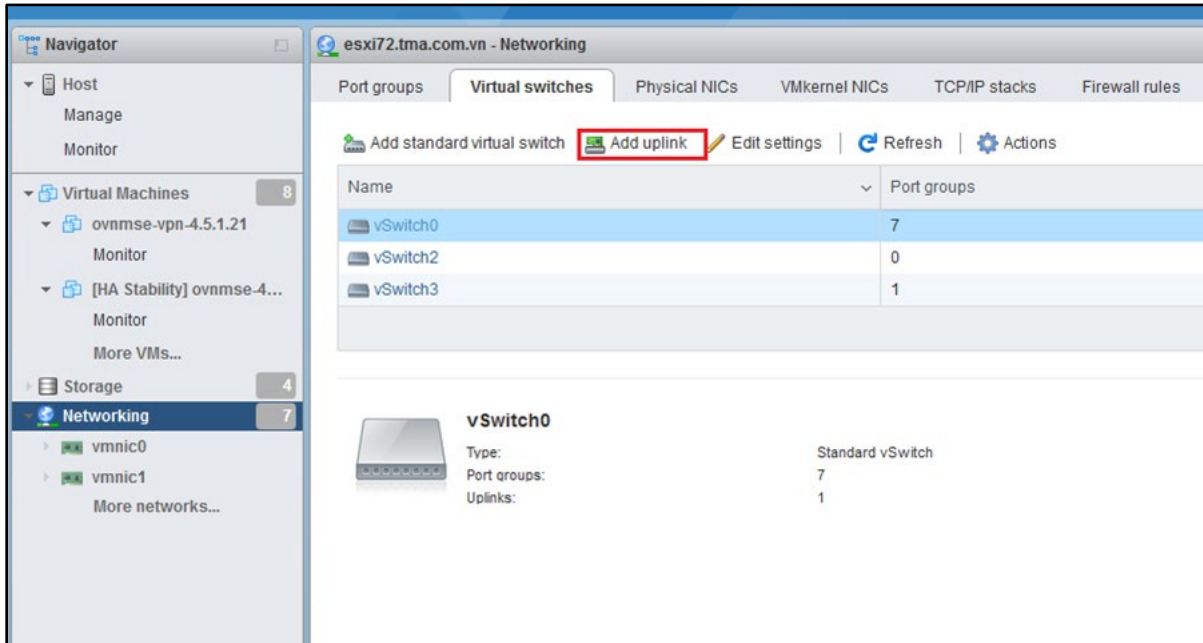 Navigator
Host
Manage
Monitor
Virtual Machines 8
ovnmse-vpn-4.5.1.21
Monitor
[HA Stability] ovnmse-4...
Monitor
More VMs...
Storage 4
Networking 7
vmnic0
vmnic1
More networks...
esxi72.tma.com.vn - Networking
Port groups Virtual switches Physical NICs VMkernel NICs TCP/IP stacks Firewall rules
Add standard virtual switch Add uplink Edit settings Refresh Actions
Name Port groups
vSwitch0 7
vSwitch2 0
vSwitch3 1
vSwitch0
Type: Standard vSwitch
Port groups: 7
Uplinks: 1